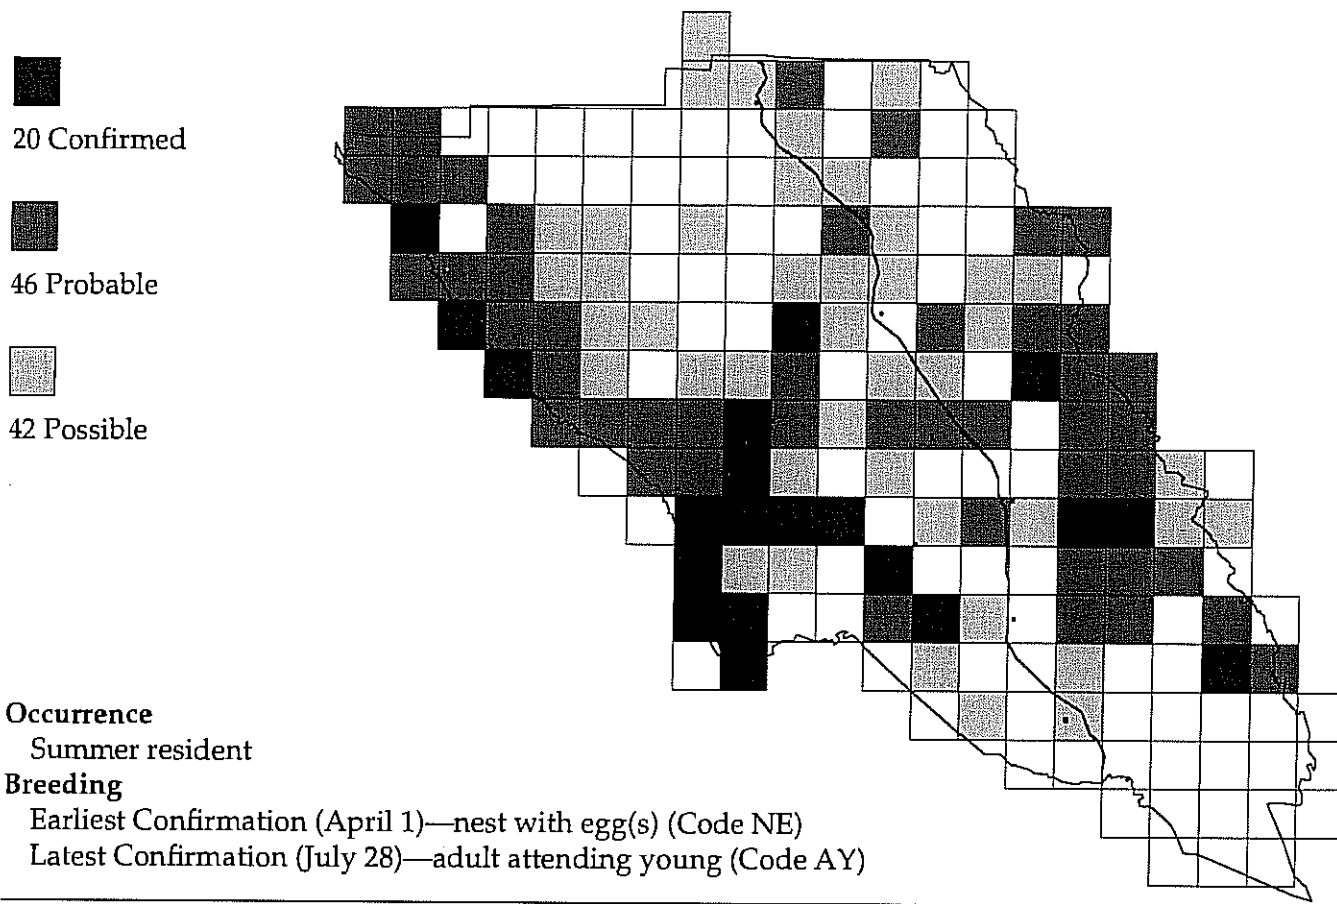 20 Confirmed
46 Probable
42 Possible
Occurrence
Summer resident
Breeding
Earliest Confirmation (April 1)—nest with egg(s) (Code NE)
Latest Confirmation (July 28)—adult attending young (Code AY)